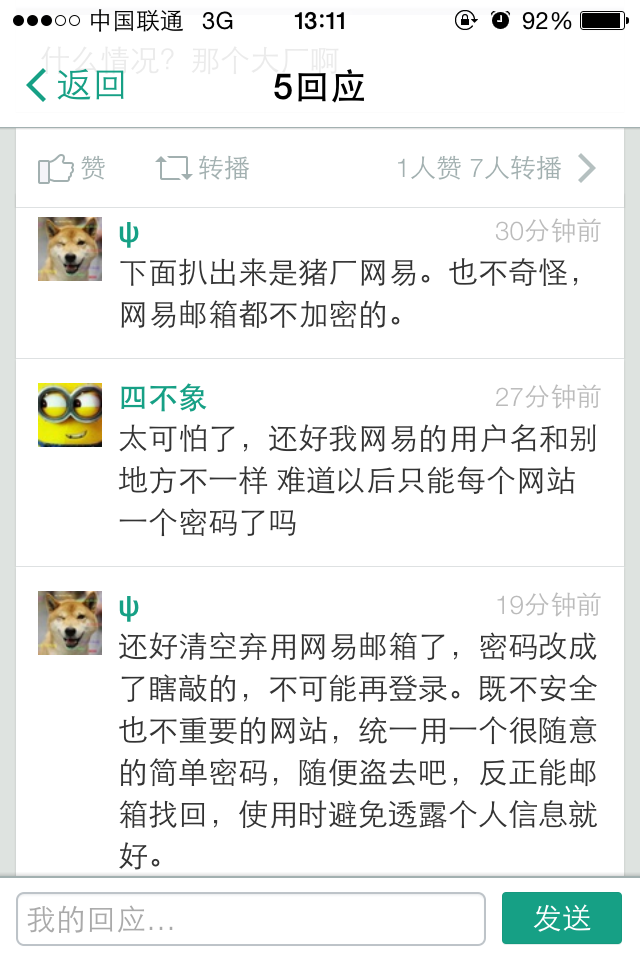 中国联通 3G 13:11 92%
什么情况？那个大厂啊
返回 5回应
赞 转播 1人赞 7人转播
ψ 30分钟前
下面扒出来是猪厂网易。也不奇怪，
网易邮箱都不加密的。
四不象 27分钟前
太可怕了，还好我网易的用户名和别
地方不一样 难道以后只能每个网站
一个密码了吗
ψ 19分钟前
还好清空弃用网易邮箱了，密码改成
了瞎敲的，不可能再登录。既不安全
也不重要的网站，统一用一个很随意
的简单密码，随便盗去吧，反正能邮
箱找回，使用时避免透露个人信息就
好。
我的回应... 发送